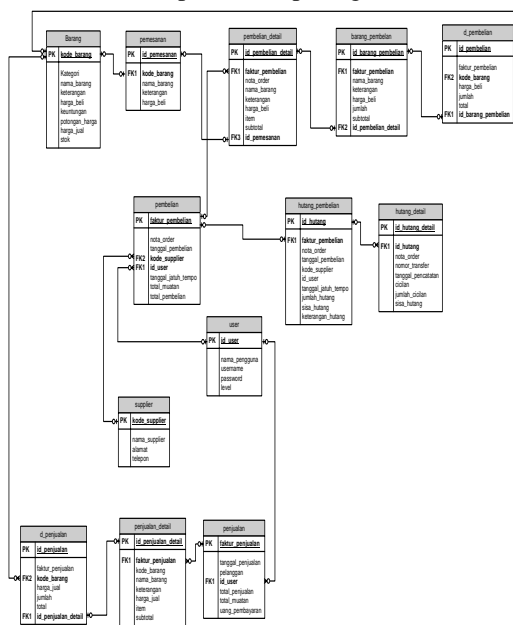 Barang
PK kode_barang
Kategori
nama_barang
keterangan
harga_beli
keuntungan
potongan_harga
harga_jual
stok
pemesanan
PK id_pemesanan
FK1 kode_barang
nama_barang
keterangan
harga_beli
pembelian_detail
PK id_pembelian_detail
FK1 faktur_pembelian
nota_order
nama_barang
keterangan
harga_beli
item
subtotal
FK3 id_pemesanan
barang_pembelian
PK id_barang_pembelian
FK1 faktur_pembelian
nama_barang
keterangan
harga_beli
jumlah
subtotal
FK2 id_pembelian_detail
d_pembelian
PK id_pembelian
faktur_pembelian
FK2 kode_barang
harga_beli
jumlah
total
FK1 id_barang_pembelian
pembelian
PK faktur_pembelian
nota_order
tanggal_pembelian
FK2 kode_supplier
FK1 id_user
tanggal_jatuh_tempo
total_muatan
total_pembelian
hutang_pembelian
PK id_hutang
FK1 faktur_pembelian
nota_order
tanggal_pembelian
kode_supplier
id_user
tanggal_jatuh_tempo
jumlah_hutang
sisa_hutang
keterangan_hutang
hutang_detail
PK id_hutang_detail
FK1 id_hutang
nota_order
nomor_transfer
tanggal_pencatatan
cicilan
jumlah_cicilan
sisa_hutang
user
PK id_user
nama_pengguna
username
password
level
supplier
PK kode_supplier
nama_supplier
alamat
telepon
d_penjualan
PK id_penjualan
faktur_penjualan
FK2 kode_barang
harga_jual
jumlah
total
FK1 id_penjualan_detail
penjualan_detail
PK id_penjualan_detail
FK1 faktur_penjualan
kode_barang
nama_barang
keterangan
harga_jual
item
subtotal
penjualan
PK faktur_penjualan
tanggal_penjualan
pelanggan
FK1 id_user
total_penjualan
total_muatan
uang_pembayaran